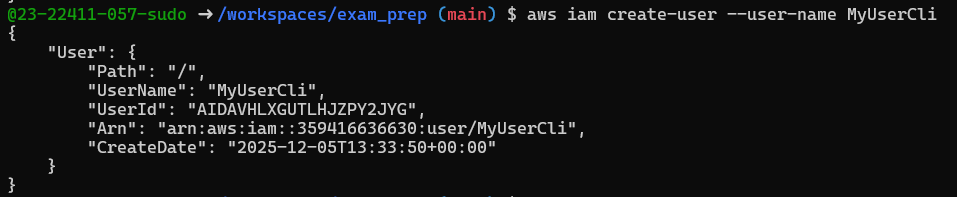 @23-22411-057-sudo ➜ /workspaces/exam_prep (main) $ aws iam create-user --user-name MyUserCli
{
    "User": {
        "Path": "/",
        "UserName": "MyUserCli",
        "UserId": "AIDAVHLXGUTLHJZPY2JYG",
        "Arn": "arn:aws:iam::359416636630:user/MyUserCli",
        "CreateDate": "2025-12-05T13:33:50+00:00"
    }
}